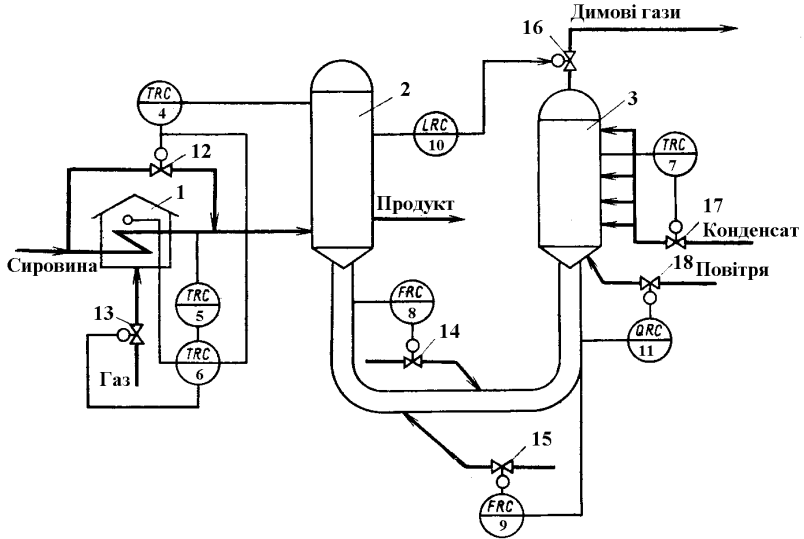 Димові гази
16
TRC
4
2
LRC
10
3
TRC
7
12
1
Продукт
17
Конденсат
Сировина
18
Повітря
13
TRC
5
FRC
8
14
QRC
11
TRC
6
Газ
15
FRC
9